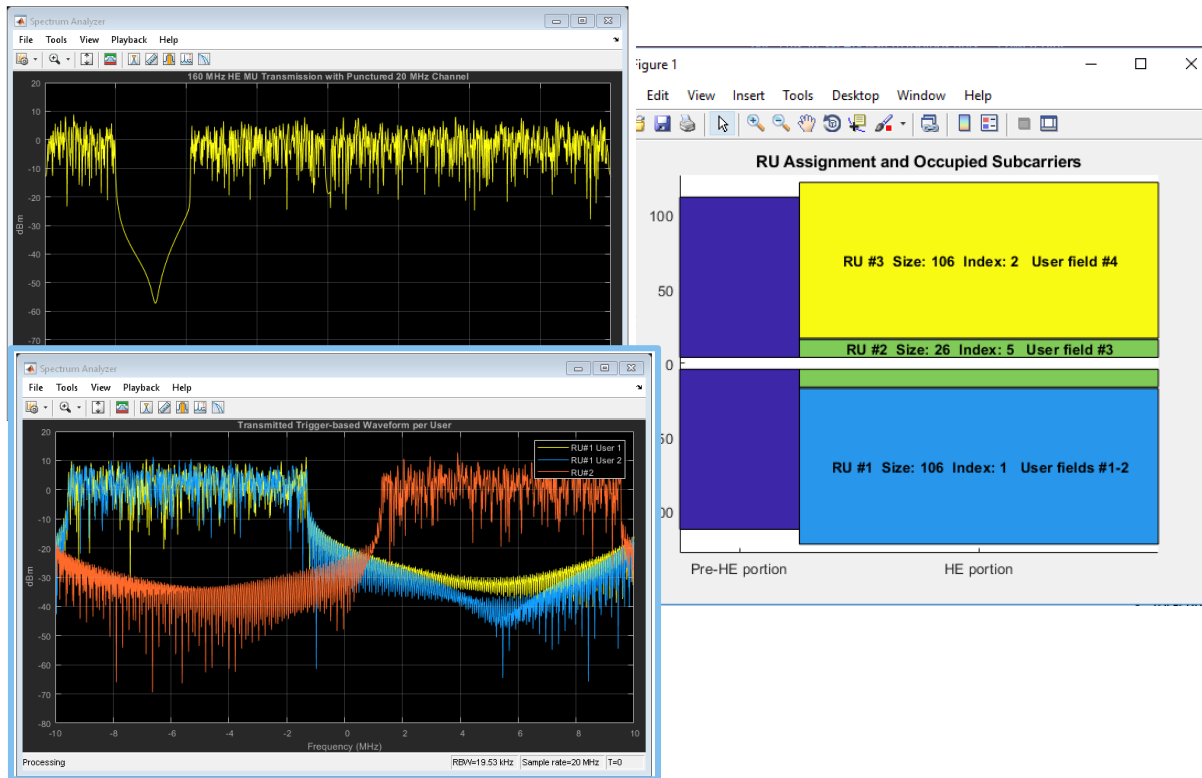 Spectrum Analyzer
File Tools View Playback Help
160 MHz HE MU Transmission with Punctured 20 MHz Channel
20
10
0
-10
-20
-30
-40
-50
-60
-70
dBm
Spectrum Analyzer
File Tools View Playback Help
Transmitted Trigger-based Waveform per User
RU#1 User 1
RU#1 User 2
RU#2
20
10
0
-10
-20
-30
-40
-50
-60
-70
-80
dBm
-10 -8 -6 -4 -2 0 2 4 6 8 10
Frequency (MHz)
Processing RBW=19.53 kHz Sample rate=20 MHz T=0
igure 1
Edit View Insert Tools Desktop Window Help
RU Assignment and Occupied Subcarriers
100
50
0
50
00
RU #3 Size: 106 Index: 2 User field #4
RU #2 Size: 26 Index: 5 User field #3
RU #1 Size: 106 Index: 1 User fields #1-2
Pre-HE portion HE portion